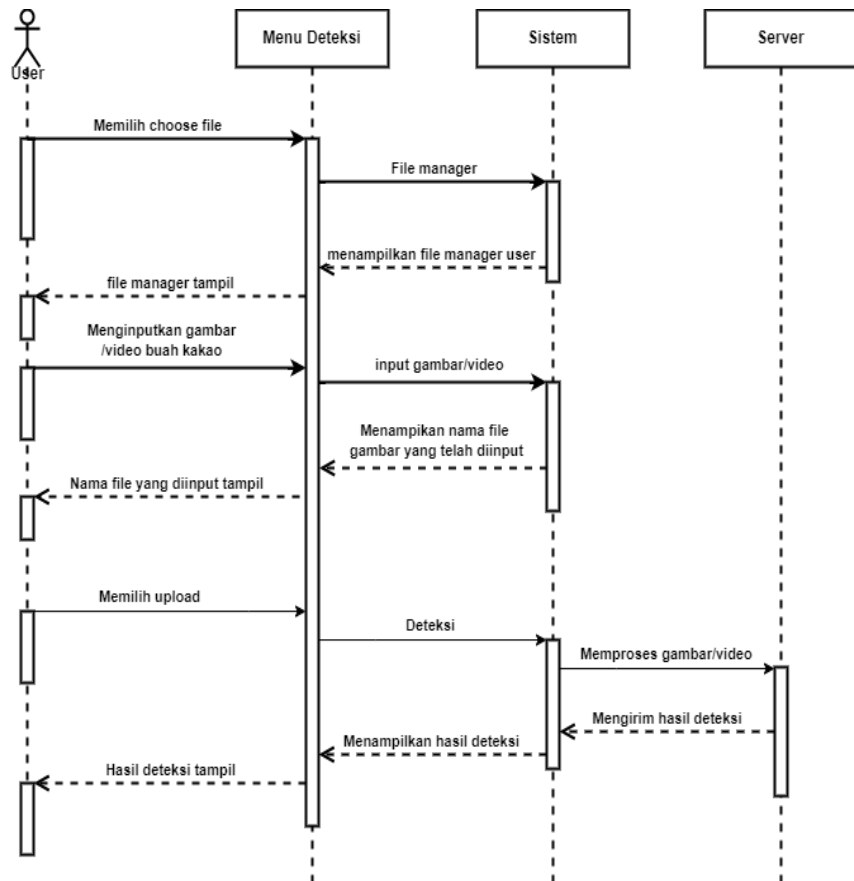 User
Menu Deteksi
Sistem
Server
Memilih choose file
File manager
menampilkan file manager user
file manager tampil
Menginputkan gambar
/video buah kakao
input gambar/video
Menampikan nama file
gambar yang telah diinput
Nama file yang diinput tampil
Memilih upload
Deteksi
Memproses gambar/video
Mengirim hasil deteksi
Menampilkan hasil deteksi
Hasil deteksi tampil